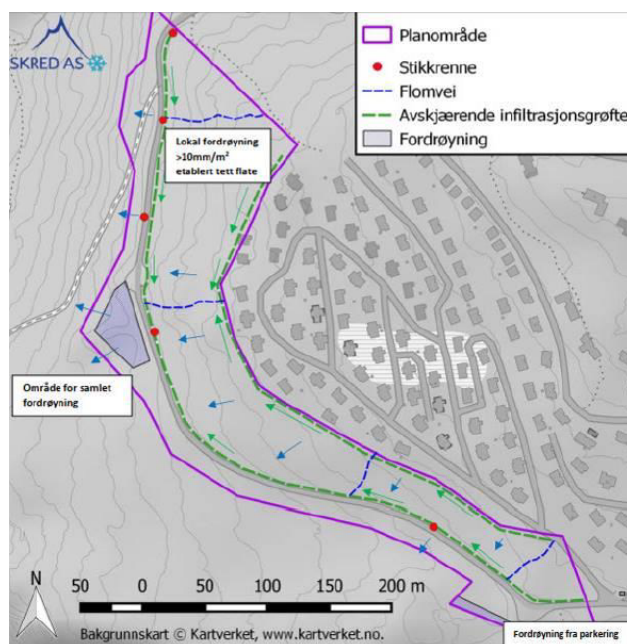 SKRED AS
Planområde
Stikkrenne
Flomvei
Avskjærende infiltrasjonsgrøfte
Fordrøyning
Lokal fordrøyning
>10mm/m²
etablert tett flate
Område for samlet
fordrøyning
N
50 0 50 100 150 200 m
Bakgrunnskart © Kartverket, www.kartverket.no.
Fordrøyning fra parkering